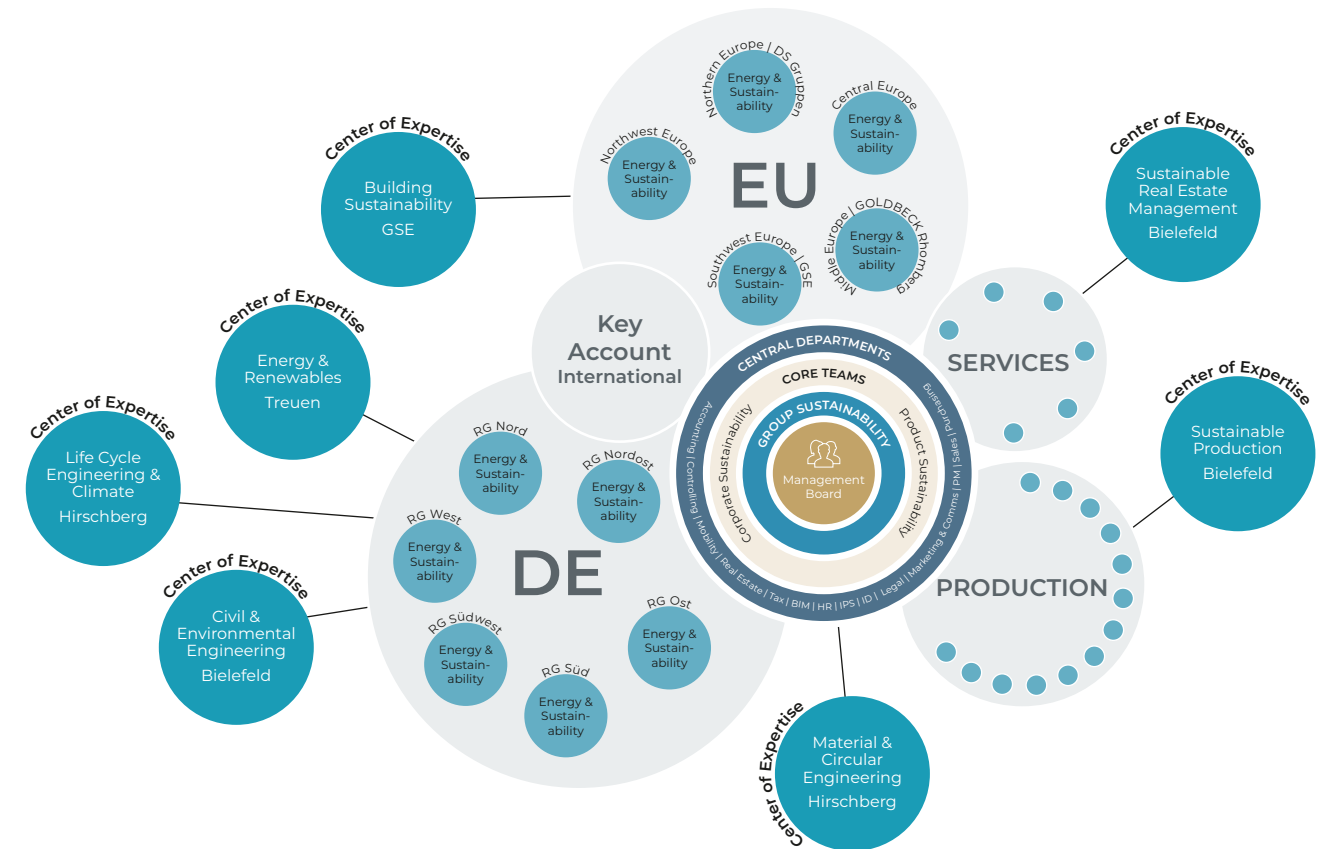 Northern Europe | DS Gruppen
Energy &
Sustain-
ability
Central Europe
Energy &
Sustain-
ability
Northwest Europe
Energy &
Sustain-
ability
EU
Southwest Europe | GSE
Energy &
Sustain-
ability
Middle Europe | GOLDBECK Rhomberg
Energy &
Sustain-
ability
Center of Expertise
Building
Sustainability
GSE
Center of Expertise
Sustainable
Real Estate
Management
Bielefeld
Center of Expertise
Energy &
Renewables
Treuen
Key
Account
International
SERVICES
Center of Expertise
Sustainable
Production
Bielefeld
Center of Expertise
Life Cycle
Engineering &
Climate
Hirschberg
CENTRAL DEPARTMENTS
Accounting | Controlling | Mobility | Real Estate | Tax | BIM | HR | IPS | ID | Legal | Marketing & Comms | PM | Sales | Purchasing
CORE TEAMS
Corporate Sustainability
Product Sustainability
GROUP SUSTAINABILITY
Management
Board
RG Nord
Energy &
Sustain-
ability
RG Nordost
Energy &
Sustain-
ability
RG West
Energy &
Sustain-
ability
DE
RG Südwest
Energy &
Sustain-
ability
RG Süd
Energy &
Sustain-
ability
RG Ost
Energy &
Sustain-
ability
PRODUCTION
Center of Expertise
Civil &
Environmental
Engineering
Bielefeld
Center of Expertise
Material &
Circular
Engineering
Hirschberg